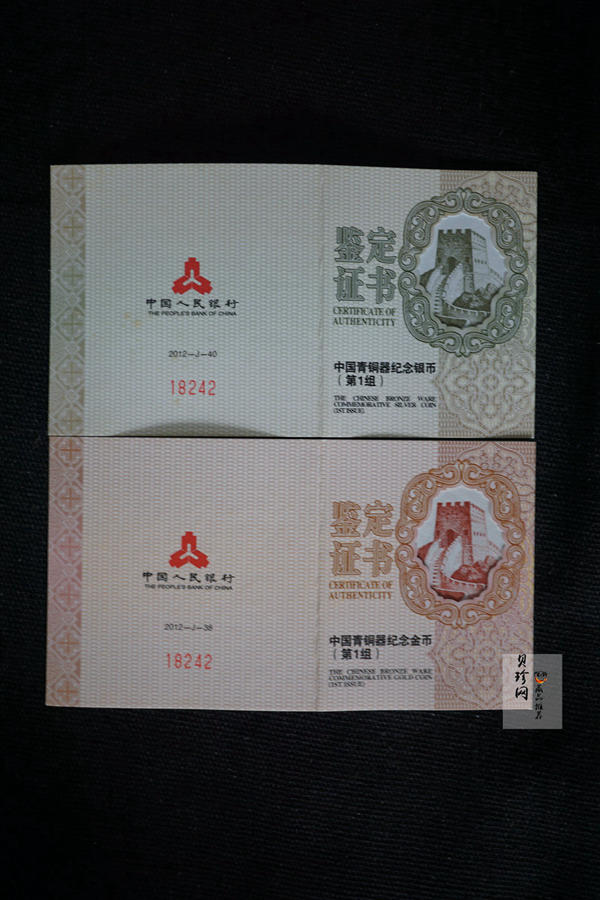 中国人民银行
THE PEOPLE'S BANK OF CHINA
2012-J-40
18242
鉴定
证书
CERTIFICATE OF
AUTHENTICITY
中国青铜器纪念银币
(第1组)
THE CHINESE BRONZE WARE
COMMEMORATIVE SILVER COIN
(1ST ISSUE)
中国人民银行
THE PEOPLE'S BANK OF CHINA
2012-J-38
18242
鉴定
证书
CERTIFICATE OF
AUTHENTICITY
中国青铜器纪念金币
(第1组)
THE CHINESE BRONZE WARE
COMMEMORATIVE GOLD COIN
(1ST ISSUE)
贝珍网
藏品推荐